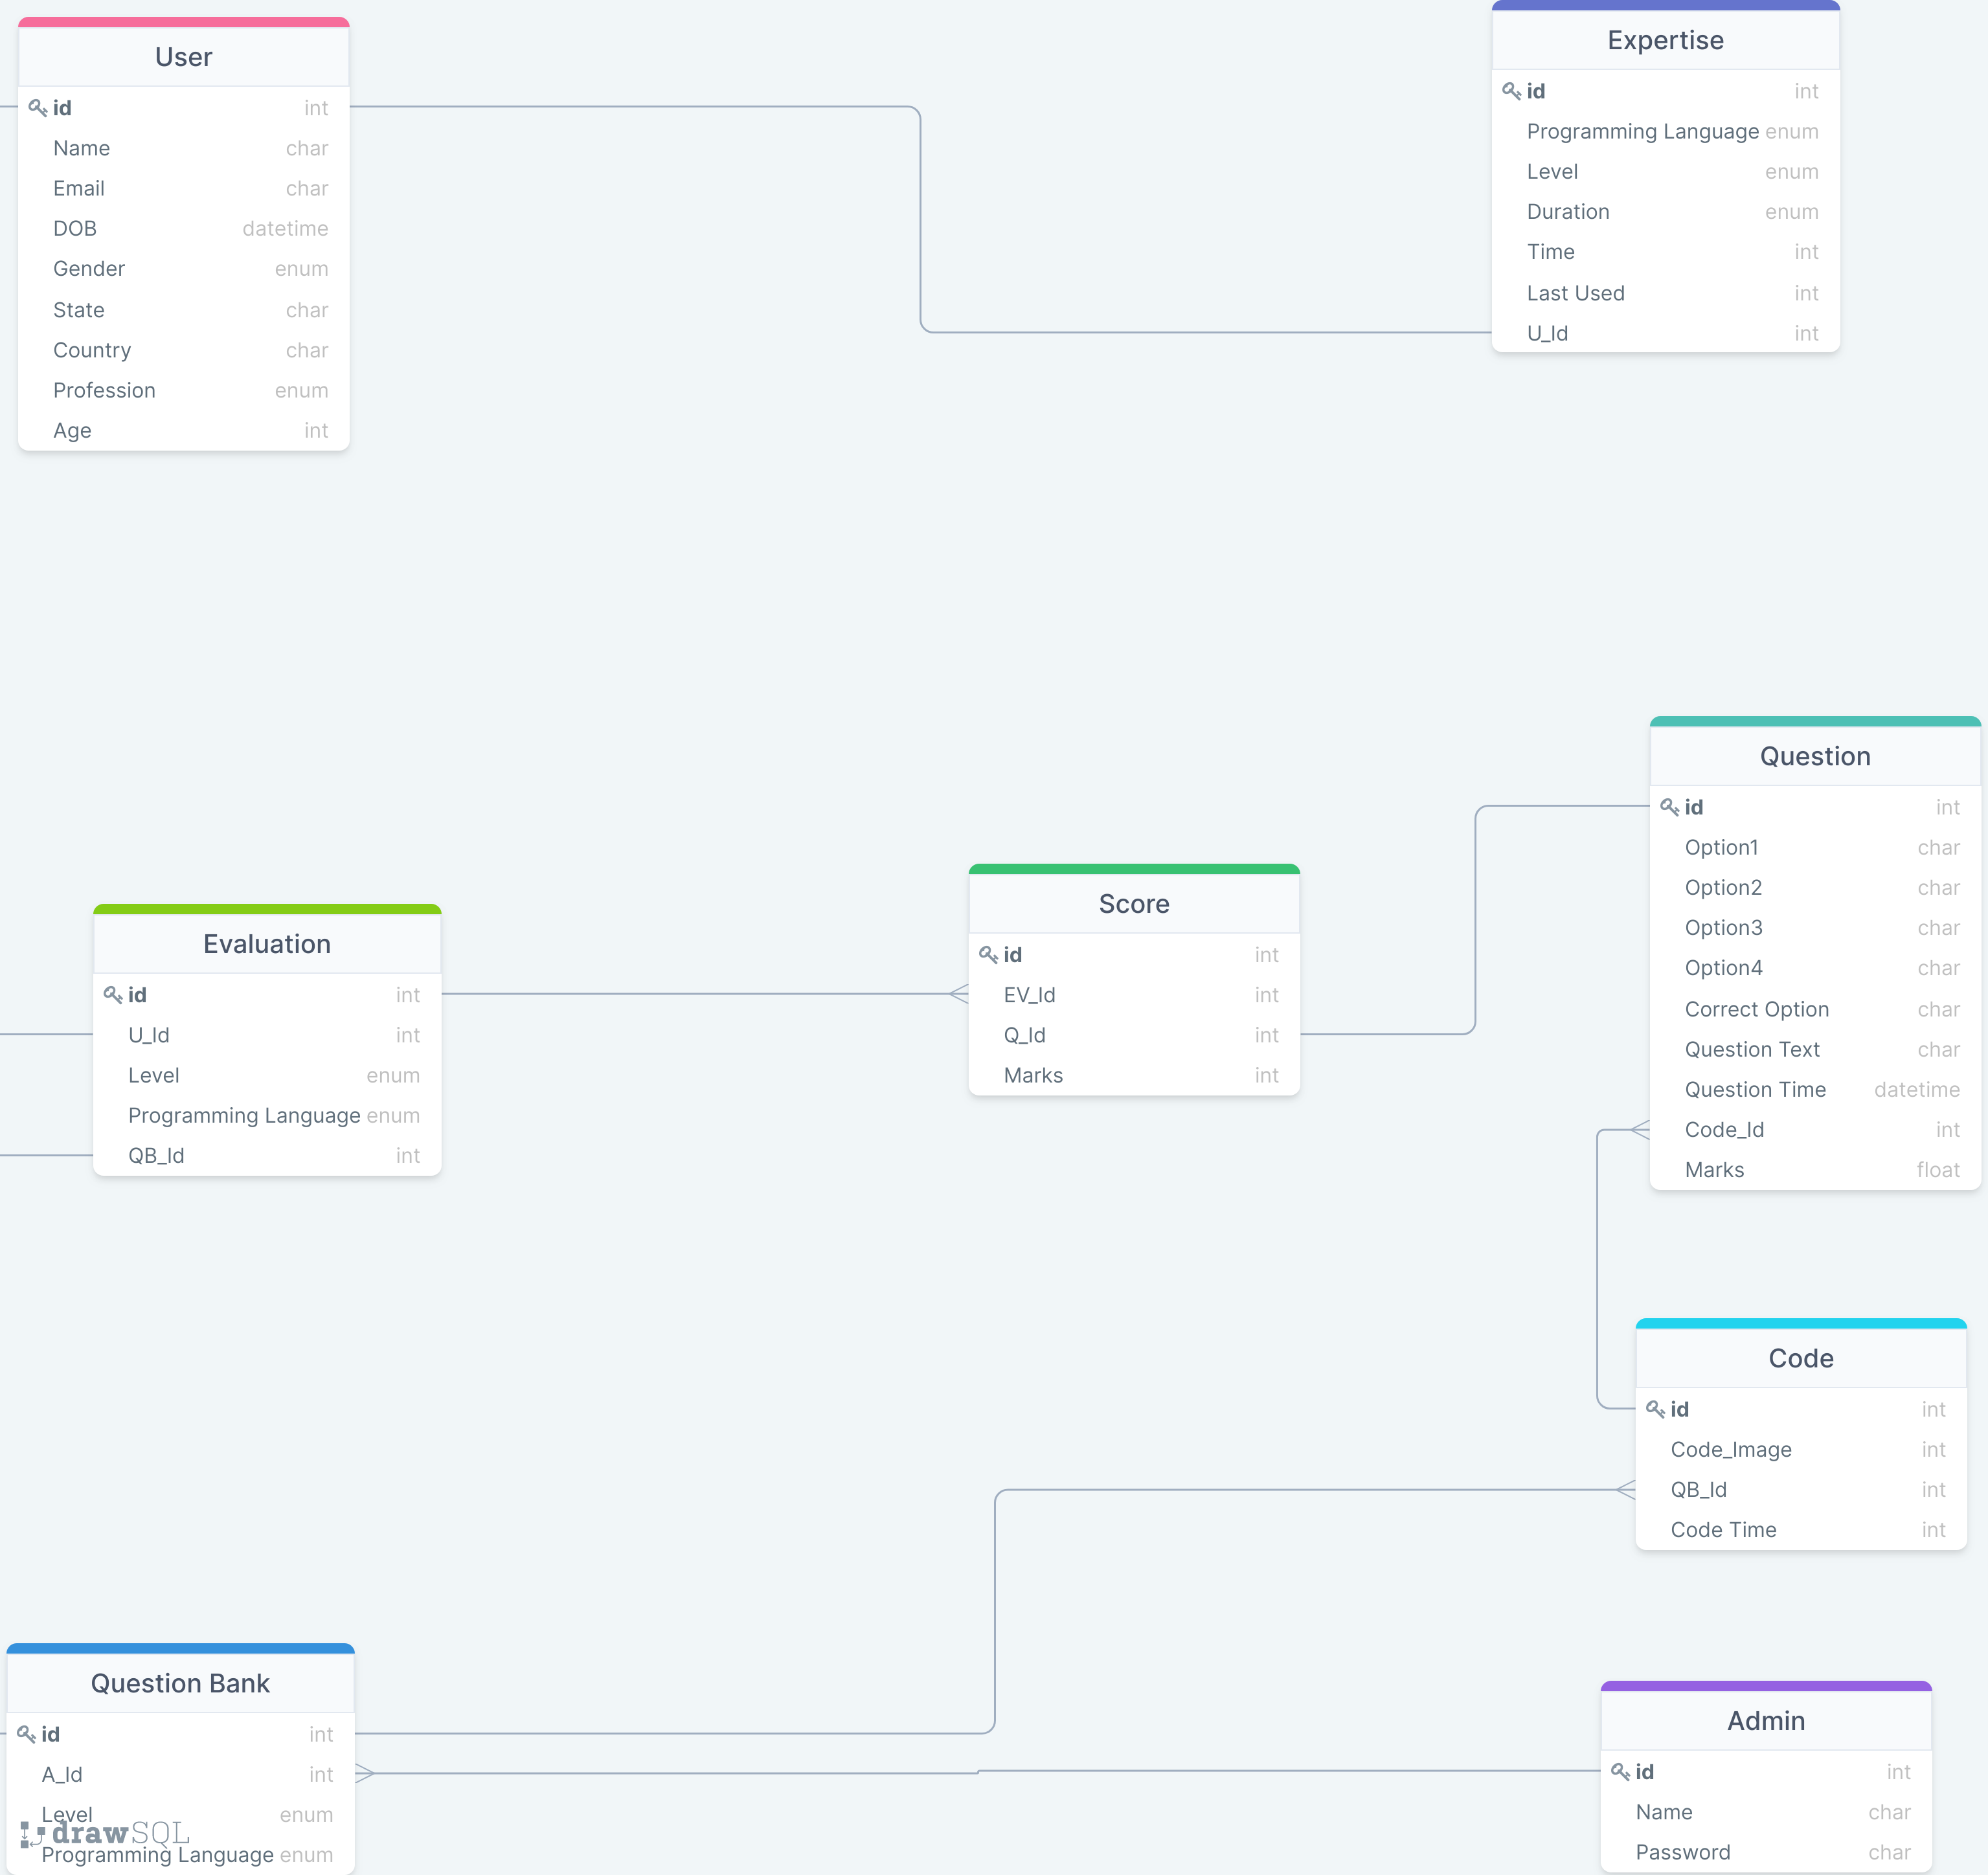 User
id int
Name char
Email char
DOB datetime
Gender enum
State char
Country char
Profession enum
Age int
Expertise
id int
Programming Language enum
Level enum
Duration enum
Time int
Last Used int
U_Id int
Evaluation
id int
U_Id int
Level enum
Programming Language enum
QB_Id int
Score
id int
EV_Id int
Q_Id int
Marks int
Question
id int
Option1 char
Option2 char
Option3 char
Option4 char
Correct Option char
Question Text char
Question Time datetime
Code_Id int
Marks float
Code
id int
Code_Image int
QB_Id int
Code Time int
Question Bank
id int
A_Id int
Level enum
drawSQL
Programming Language enum
Admin
id int
Name char
Password char